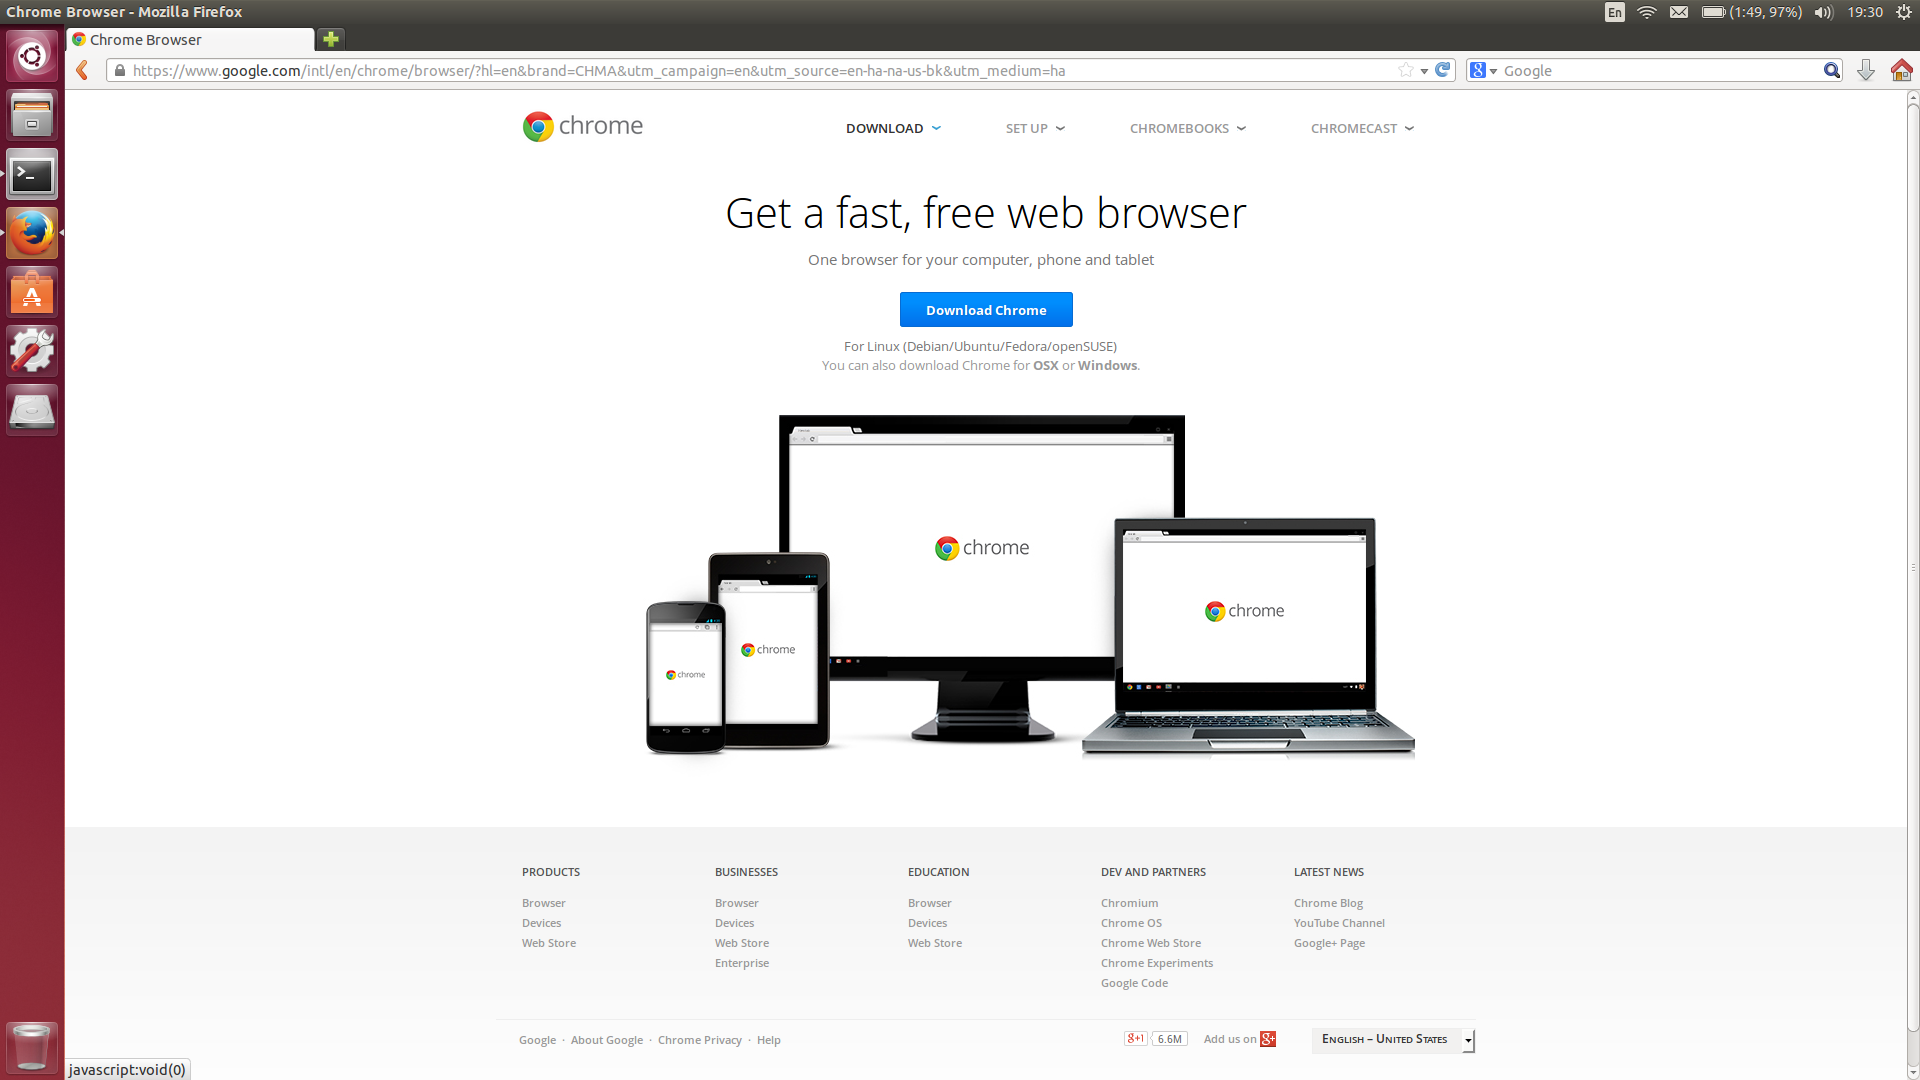 Chrome Browser - Mozilla Firefox
En
(1:49, 97%)
19:30
Chrome Browser
https://www.google.com/intl/en/chrome/browser/?hl=en&brand=CHMA&utm_campaign=en&utm_source=en-ha-na-us-bk&utm_medium=ha
Google
chrome
DOWNLOAD
SET UP
CHROMEBOOKS
CHROMECAST
Get a fast, free web browser
One browser for your computer, phone and tablet
Download Chrome
For Linux (Debian/Ubuntu/Fedora/openSUSE)
You can also download Chrome for OSX or Windows.
chrome
chrome
chrome
chrome
PRODUCTS
Browser
Devices
Web Store
BUSINESSES
Browser
Devices
Web Store
Enterprise
EDUCATION
Browser
Devices
Web Store
DEV AND PARTNERS
Chromium
Chrome OS
Chrome Web Store
Chrome Experiments
Google Code
LATEST NEWS
Chrome Blog
YouTube Channel
Google+ Page
Google · About Google · Chrome Privacy · Help
g+1
6.6M
Add us on g+
English – United States
javascript:void(0)